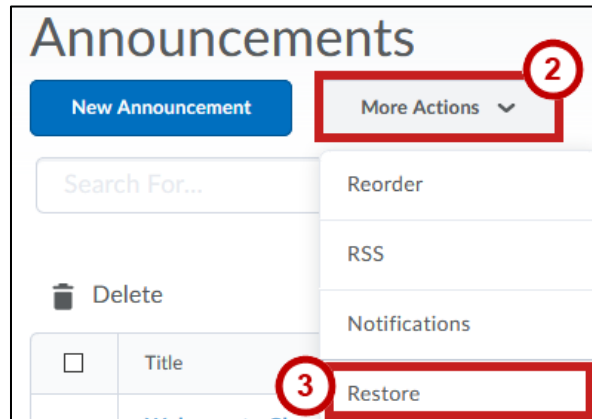 Announcements
2
New Announcement
More Actions
Search For...
Reorder
RSS
Delete
Notifications
Title
3
Restore